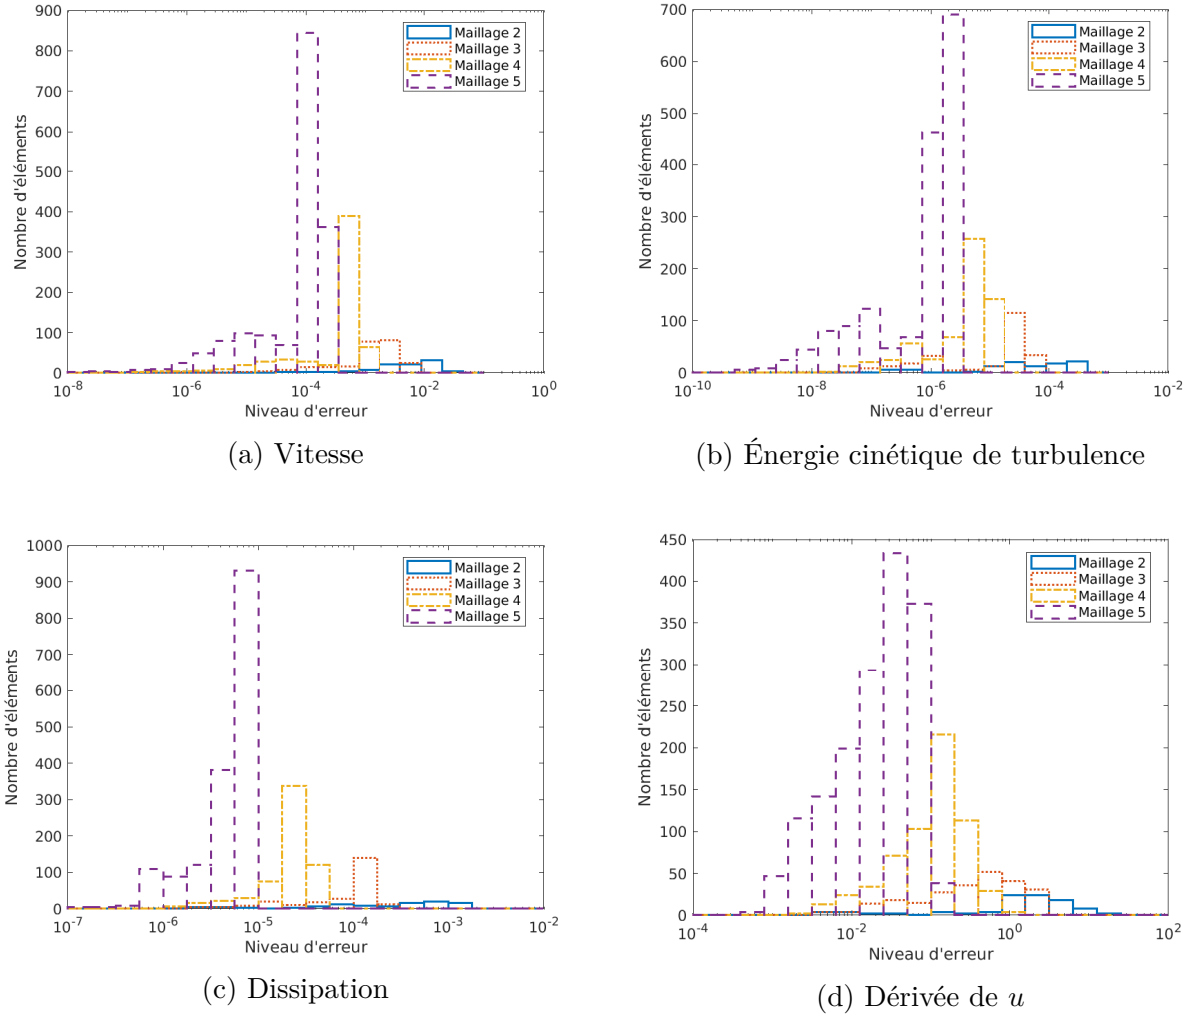 900
800
700
600
500
400
300
200
100
0
Nombre d'éléments
Maillage 2
Maillage 3
Maillage 4
Maillage 5
10^-8
10^-6
10^-4
10^-2
10^0
Niveau d'erreur
(a) Vitesse
700
600
500
400
300
200
100
0
Nombre d'éléments
Maillage 2
Maillage 3
Maillage 4
Maillage 5
10^-10
10^-8
10^-6
10^-4
10^-2
Niveau d'erreur
(b) Énergie cinétique de turbulence
1000
900
800
700
600
500
400
300
200
100
0
Nombre d'éléments
Maillage 2
Maillage 3
Maillage 4
Maillage 5
10^-7
10^-6
10^-5
10^-4
10^-3
10^-2
Niveau d'erreur
(c) Dissipation
450
400
350
300
250
200
150
100
50
0
Nombre d'éléments
Maillage 2
Maillage 3
Maillage 4
Maillage 5
10^-4
10^-2
10^0
10^2
Niveau d'erreur
(d) Dérivée de u